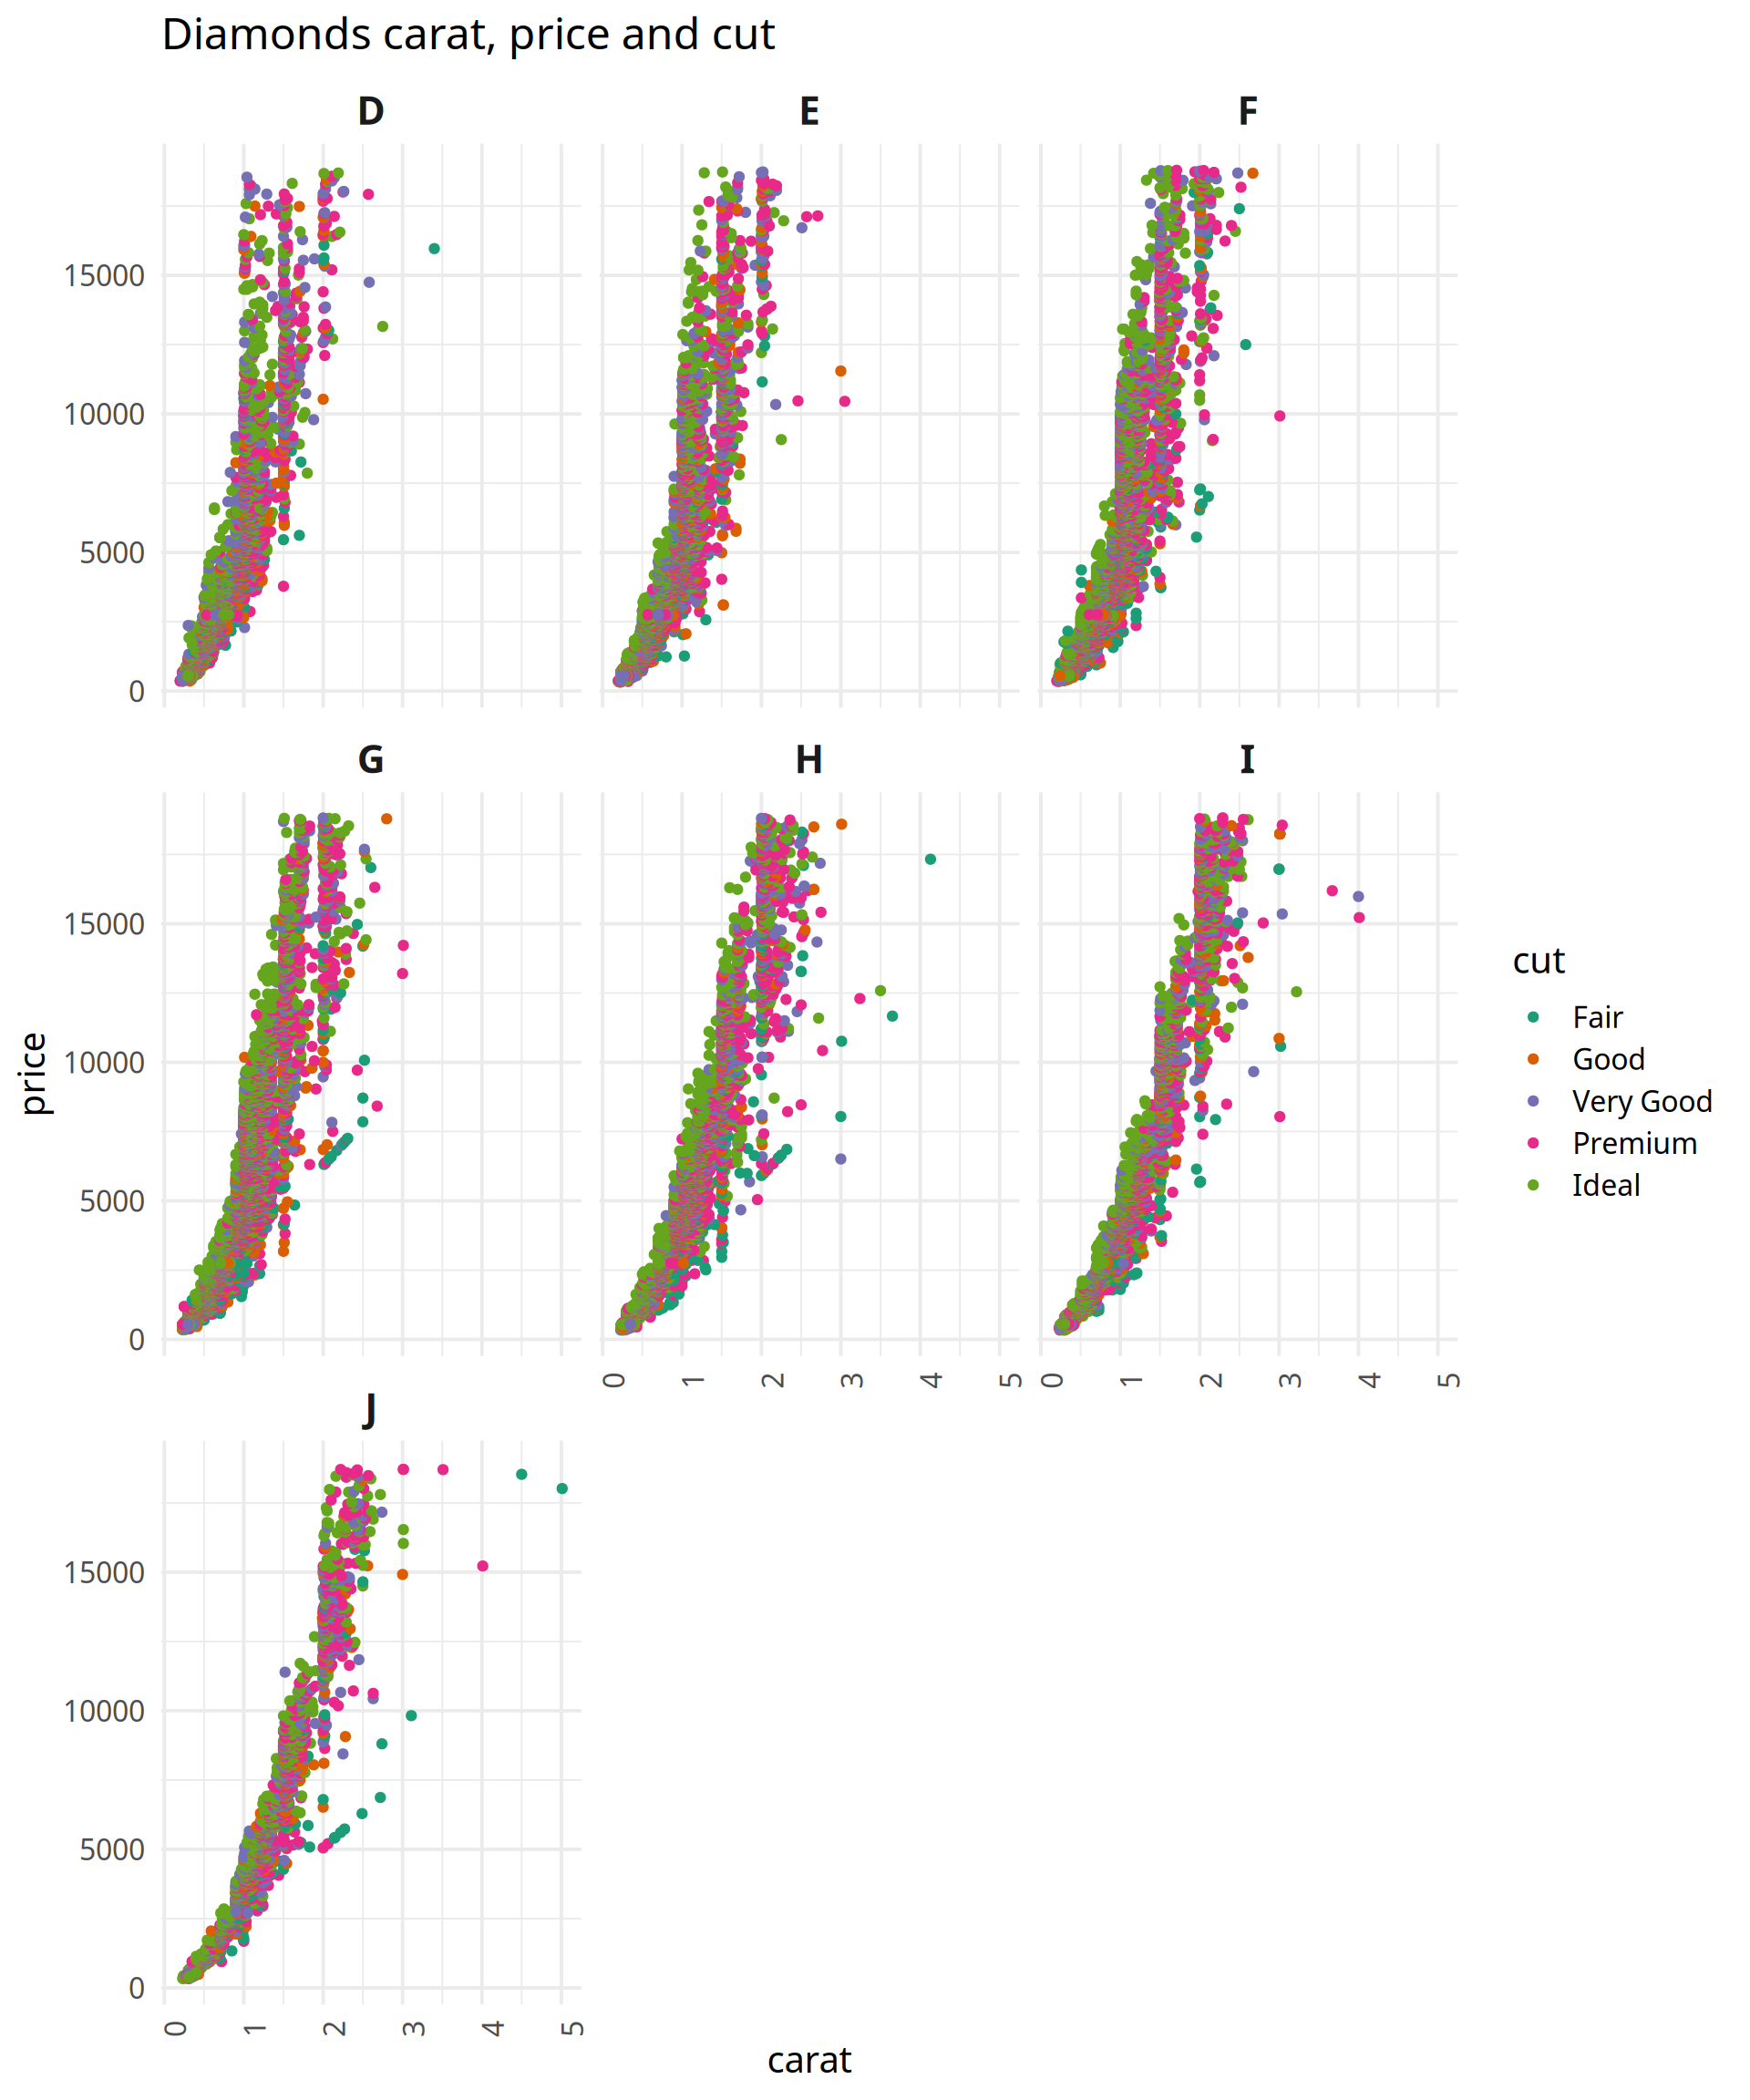 Diamonds carat, price and cut
D
E
F
15000
10000
5000
0
G
H
I
15000
10000
5000
0
0 1 2 3 4 5
0 1 2 3 4 5
J
15000
10000
5000
0
0 1 2 3 4 5
price
carat
cut
Fair
Good
Very Good
Premium
Ideal